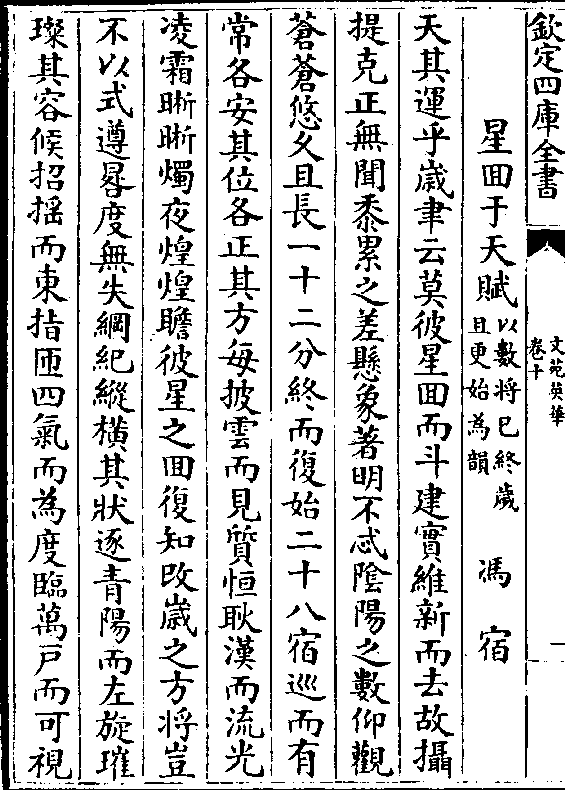 欽定四庫全書
文苑英華
卷十
一
星回于天賦以數將已終歲
且更始為韻
馮宿
天其運乎歲聿云莫彼星回而斗建實維新而去故攝
提克正無聞黍累之差懸象著明不忒陰陽之數仰觀
蒼蒼悠久且長一十二分終而復始二十八宿巡而有
常各安其位各正其方每披雲而見質恒耿漢而流光
凌霜晣晣燭夜煌煌瞻彼星之回復知改嵗之方將豈
不以式遵晷度無失綱紀縱橫其狀逐青陽而左旋璀
璨其容候招揺而東指匝四氣而為度臨萬戸而可視